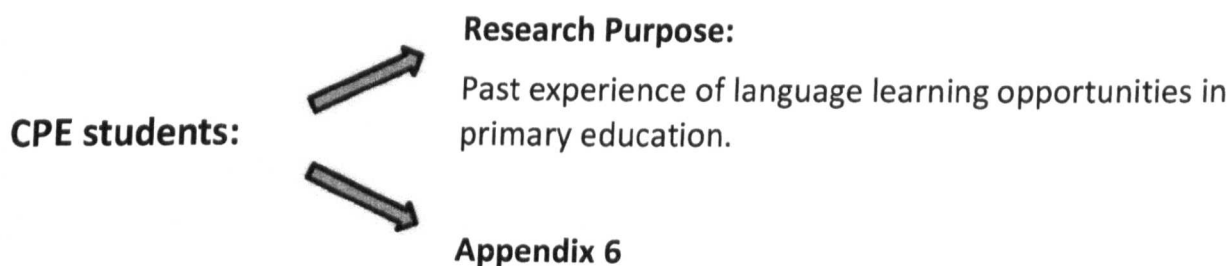 Research Purpose:
Past experience of language learning opportunities in
primary education.
CPE students:
Appendix 6